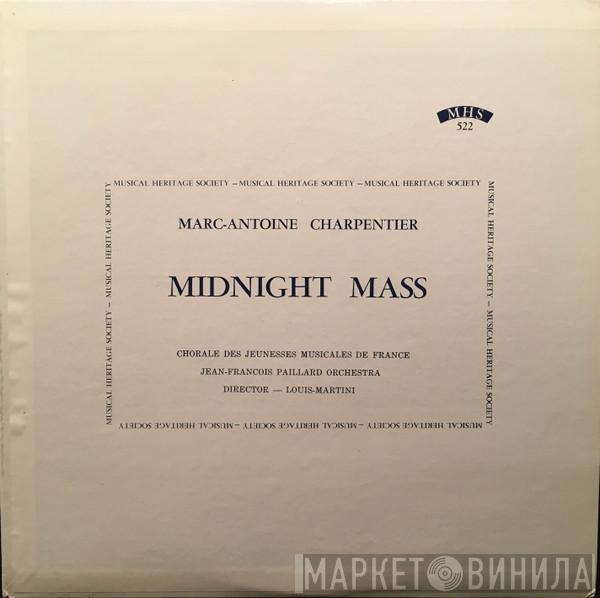 MHS
522
MUSICAL HERITAGE SOCIETY – MUSICAL HERITAGE SOCIETY – MUSICAL HERITAGE SOCIETY
MUSICAL HERITAGE SOCIETY – MUSICAL HERITAGE SOCIETY
MUSICAL HERITAGE SOCIETY – MUSICAL HERITAGE SOCIETY
MARC-ANTOINE CHARPENTIER
MIDNIGHT MASS
CHORALE DES JEUNESSES MUSICALES DE FRANCE
JEAN-FRANCOIS PAILLARD ORCHESTRA
DIRECTOR — LOUIS-MARTINI
MUSICAL HERITAGE SOCIETY – MUSICAL HERITAGE SOCIETY – MUSICAL HERITAGE SOCIETY
МАРКЕТ ВИНИЛА